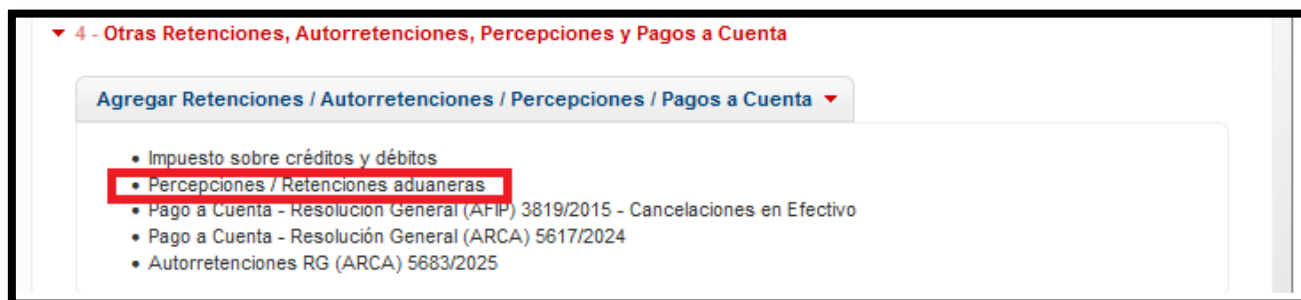 4 - Otras Retenciones, Autorretenciones, Percepciones y Pagos a Cuenta
Agregar Retenciones / Autorretenciones / Percepciones / Pagos a Cuenta
• Impuesto sobre créditos y débitos
• Percepciones / Retenciones aduaneras
• Pago a Cuenta - Resolución General (AFIP) 3819/2015 - Cancelaciones en Efectivo
• Pago a Cuenta - Resolución General (ARCA) 5617/2024
• Autorretenciones RG (ARCA) 5683/2025